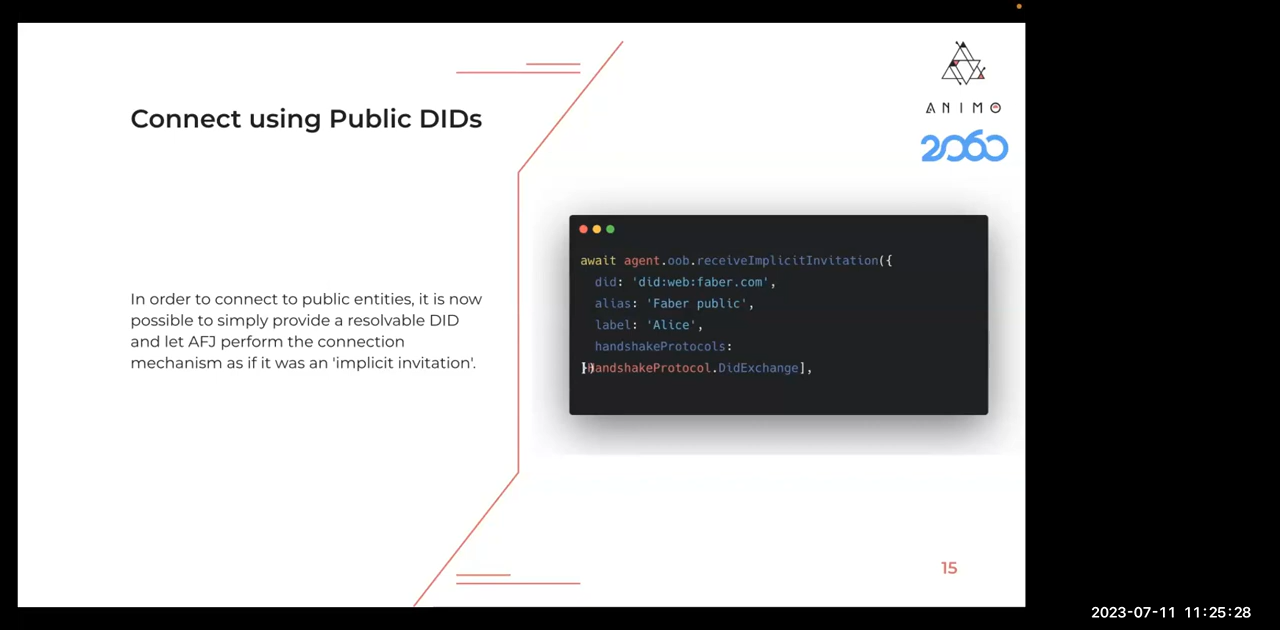 ANIMO
2060
Connect using Public DIDs
In order to connect to public entities, it is now
possible to simply provide a resolvable DID
and let AFJ perform the connection
mechanism as if it was an 'implicit invitation'.
await agent.oob.receiveImplicitInvitation({
did: 'did:web:faber.com',
alias: 'Faber public',
label: 'Alice',
handshakeProtocols:
[HandshakeProtocol.DidExchange],
})
15
2023-07-11 11:25:28